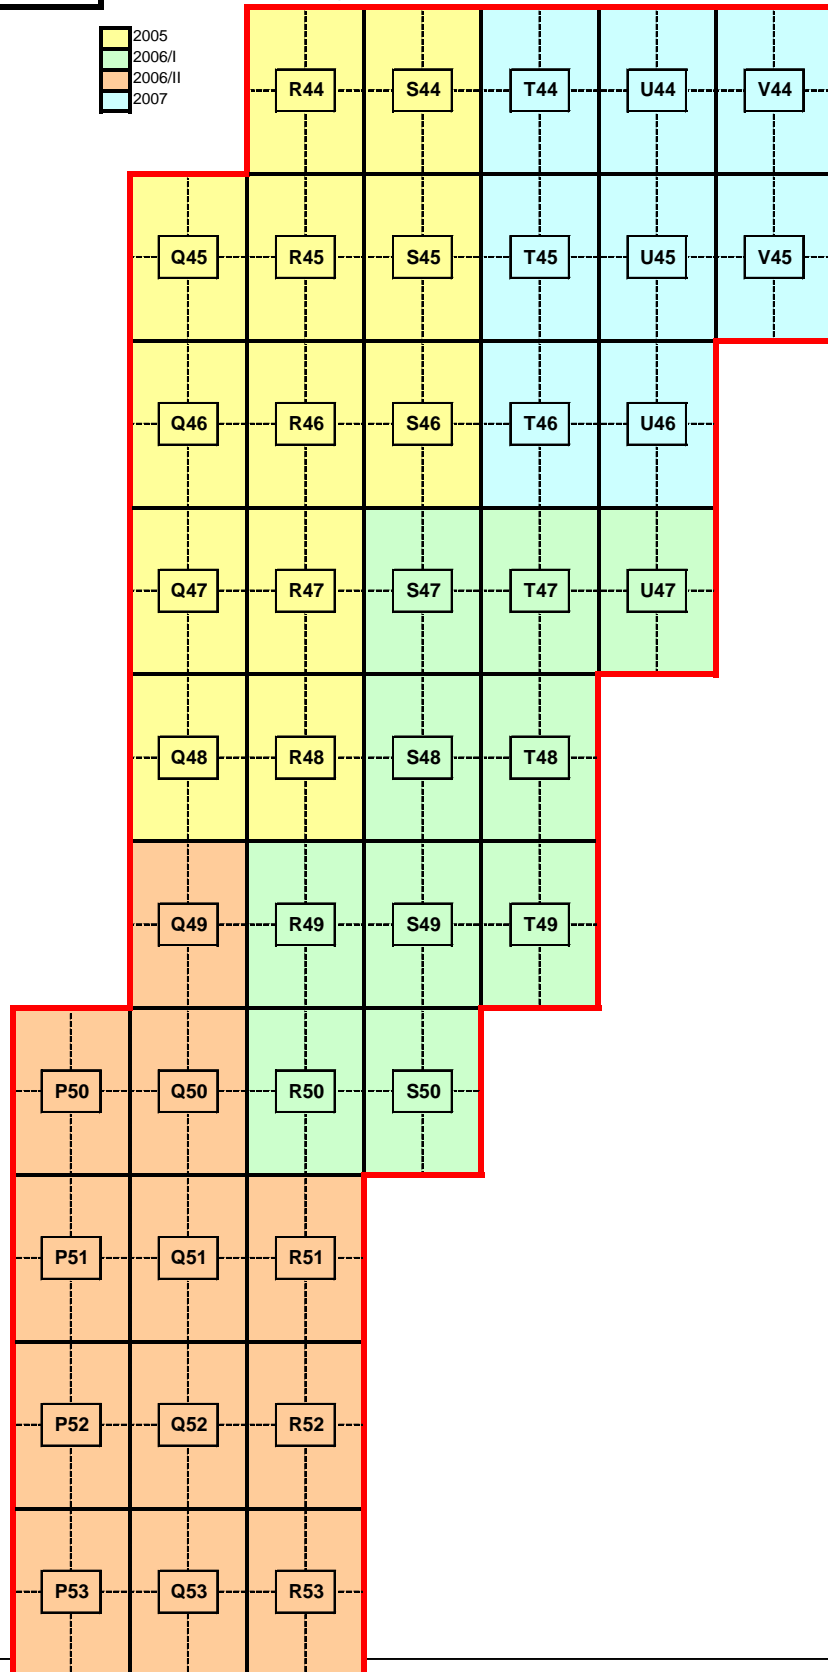 2005
2006/I
2006/II
2007
R44 S44 T44 U44 V44
Q45 R45 S45 T45 U45 V45
Q46 R46 S46 T46 U46
Q47 R47 S47 T47 U47
Q48 R48 S48 T48
Q49 R49 S49 T49
P50 Q50 R50 S50
P51 Q51 R51
P52 Q52 R52
P53 Q53 R53